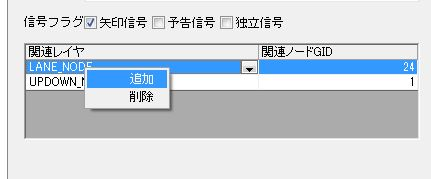 信号フラグ 矢印信号 予告信号 独立信号
関連レイヤ 関連ノードGID
LANE_NODE 24
追加
UPDOWN_ 1
削除